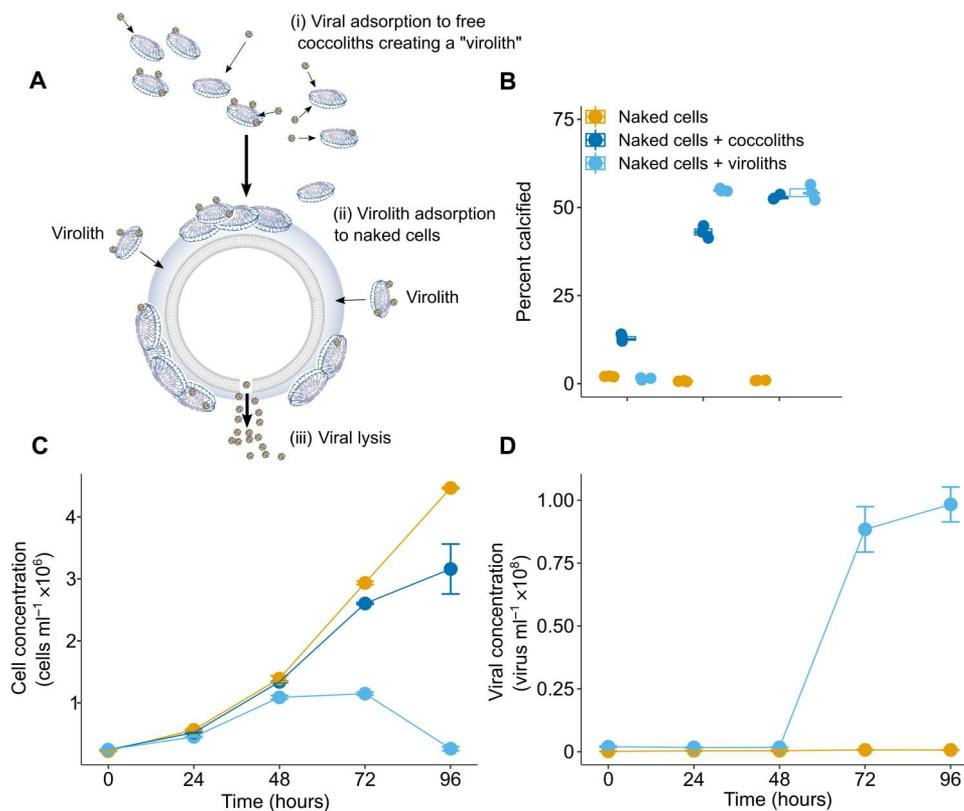 A
(i) Viral adsorption to free
coccoliths creating a "virolith"
(ii) Virolith adsorption
to naked cells
Virolith
Virolith
(iii) Viral lysis
B
75
50
25
0
Percent calcified
Naked cells
Naked cells + coccoliths
Naked cells + viroliths
C
4
3
2
1
Cell concentration
(cells ml⁻¹ ×10⁶)
0 24 48 72 96
Time (hours)
D
1.00
0.75
0.50
0.25
0
Viral concentration
(virus ml⁻¹ ×10⁸)
0 24 48 72 96
Time (hours)